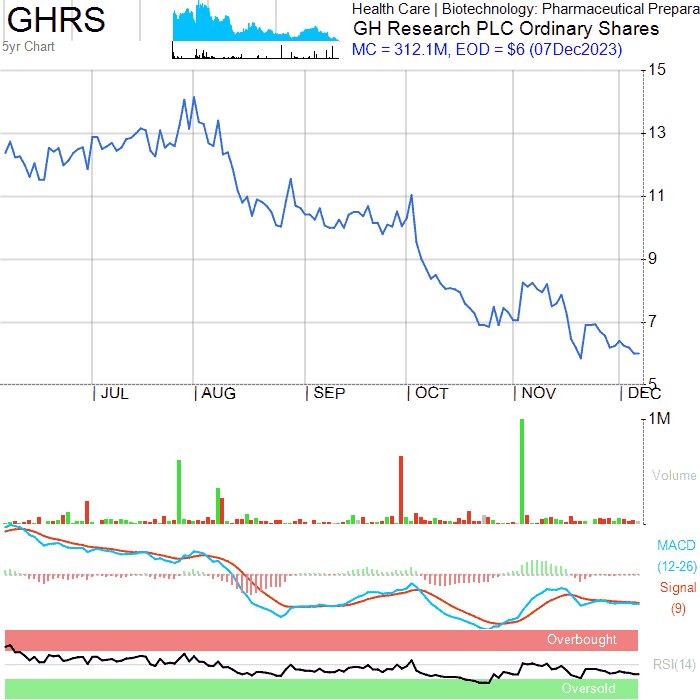 GHRS
5yr Chart
Health Care | Biotechnology: Pharmaceutical Prepara
GH Research PLC Ordinary Shares
MC = 312.1M, EOD = $6 (07Dec2023)
15
13
11
9
7
5
JUL AUG SEP OCT NOV DEC
1M
Volume
MACD
(12-26)
Signal
(9)
Overbought
RSI(14)
Oversold